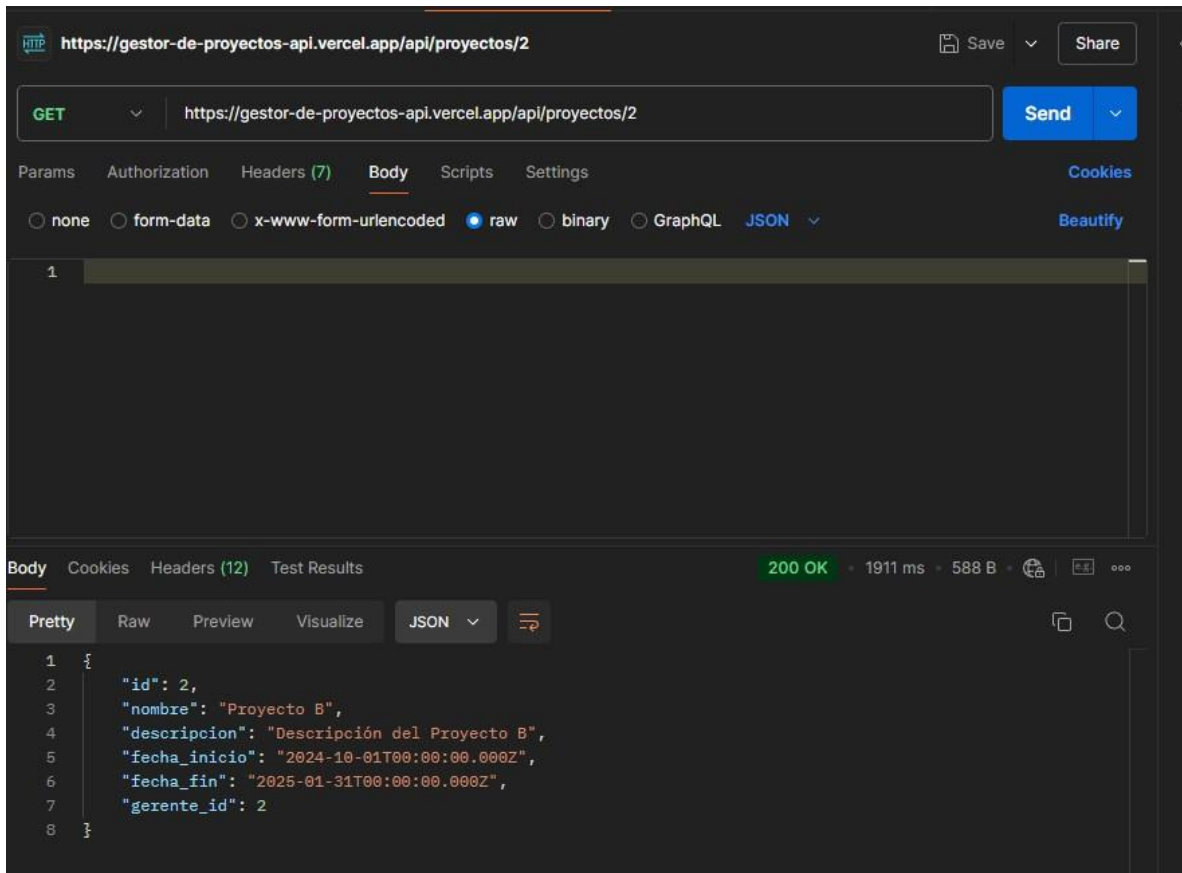 HTTP https://gestor-de-proyectos-api.vercel.app/api/proyectos/2 Save Share
GET https://gestor-de-proyectos-api.vercel.app/api/proyectos/2 Send
Params Authorization Headers (7) Body Scripts Settings Cookies
none form-data x-www-form-urlencoded raw binary GraphQL JSON Beautify
1
Body Cookies Headers (12) Test Results 200 OK 1911 ms 588 B
Pretty Raw Preview Visualize JSON
1 {
2 "id": 2,
3 "nombre": "Proyecto B",
4 "descripcion": "Descripción del Proyecto B",
5 "fecha_inicio": "2024-10-01T00:00:00.000Z",
6 "fecha_fin": "2025-01-31T00:00:00.000Z",
7 "gerente_id": 2
8 }